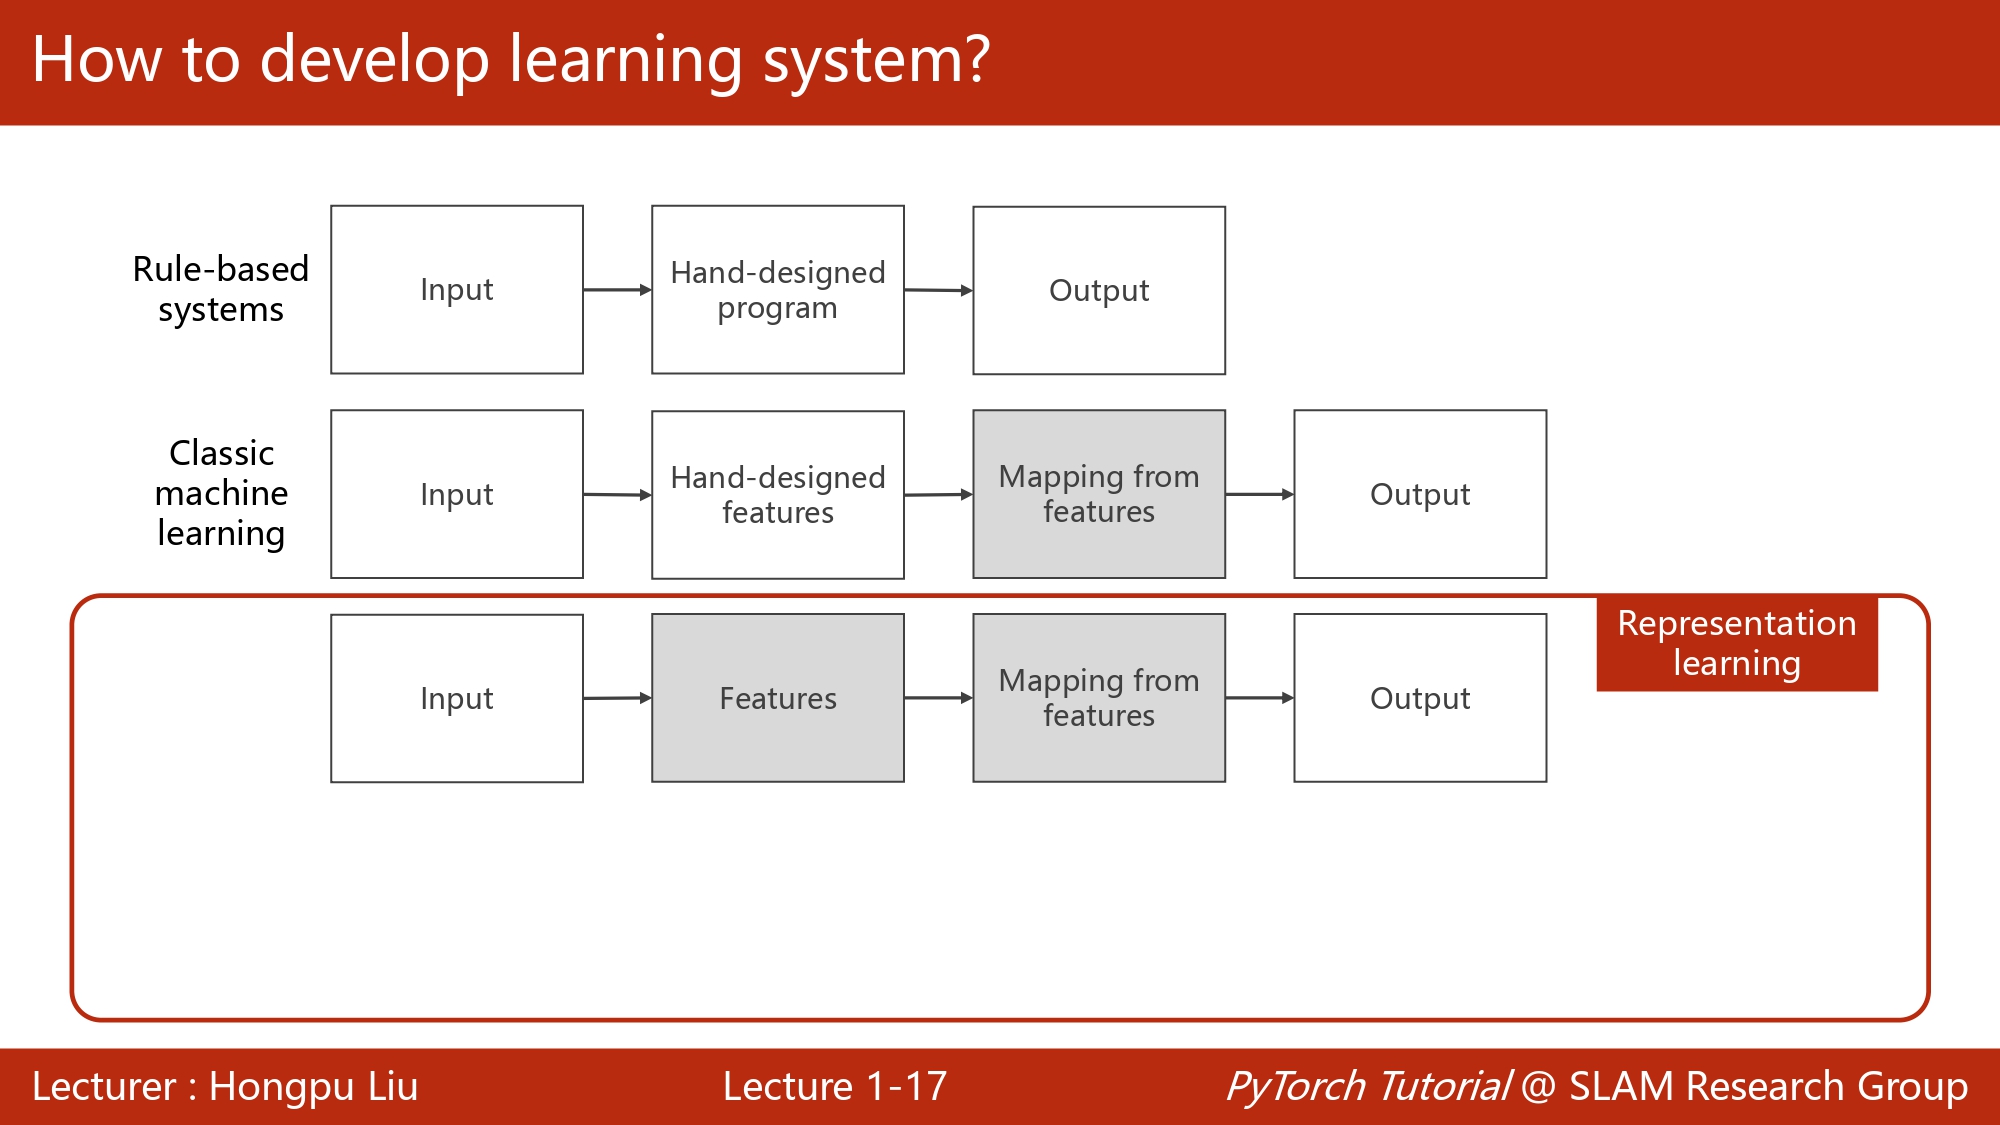 How to develop learning system?
Rule-based
systems
Input
Hand-designed
program
Output
Classic
machine
learning
Input
Hand-designed
features
Mapping from
features
Output
Input
Features
Mapping from
features
Output
Representation
learning
Lecturer : Hongpu Liu
Lecture 1-17
PyTorch Tutorial @ SLAM Research Group